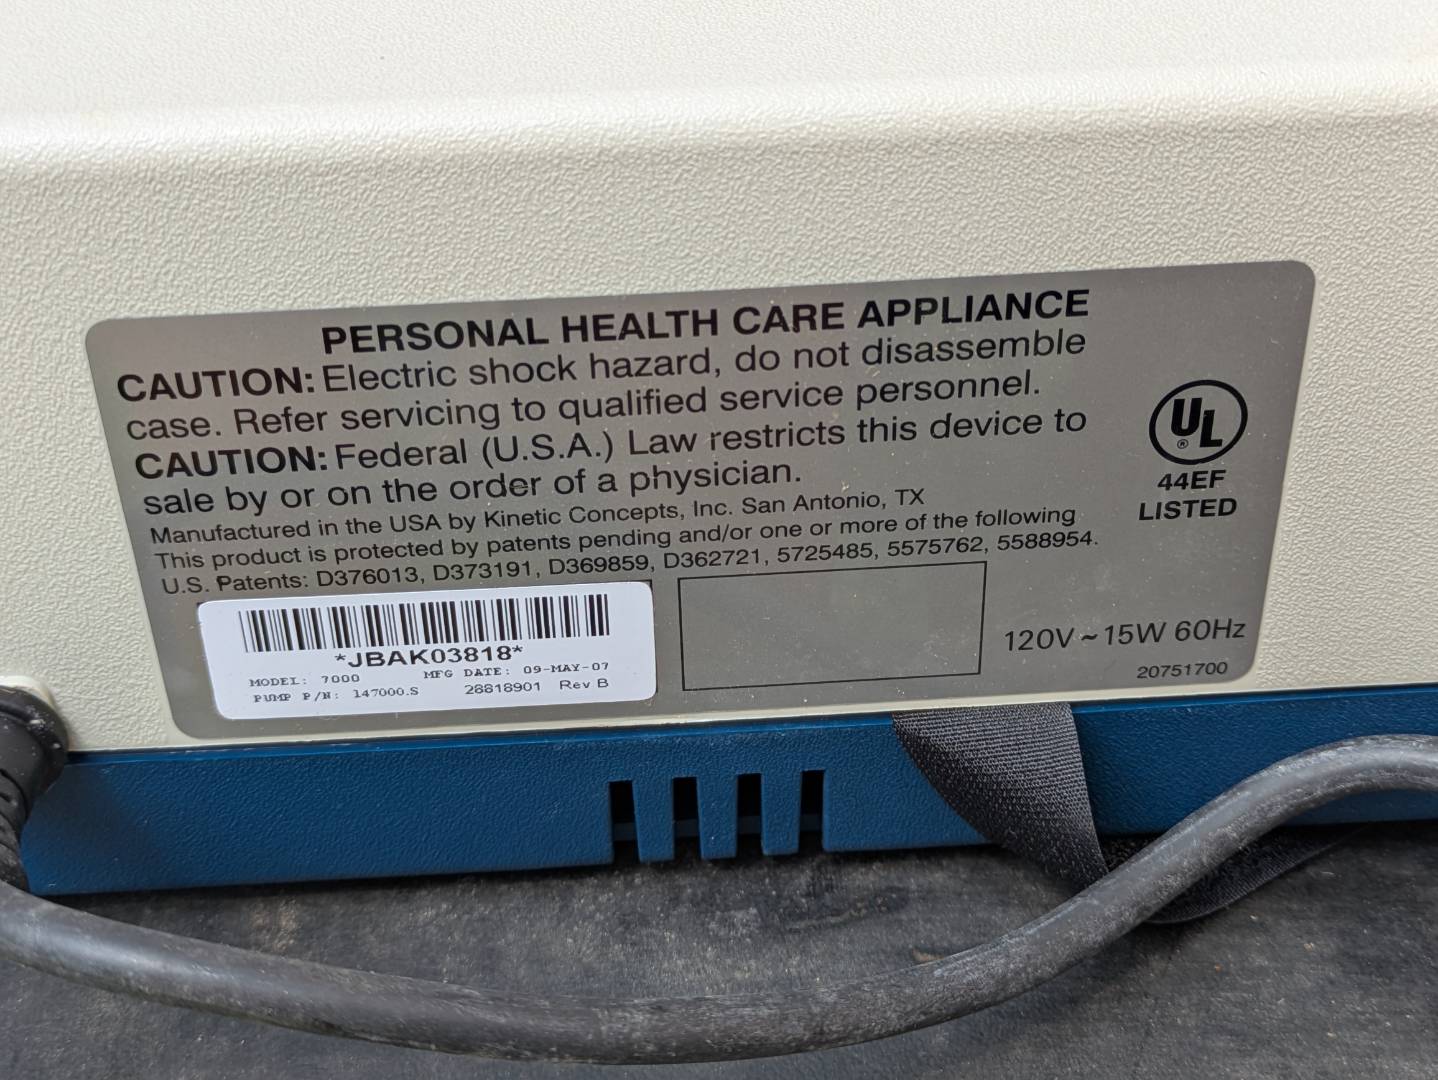 PERSONAL HEALTH CARE APPLIANCE
CAUTION: Electric shock hazard, do not disassemble
case. Refer servicing to qualified service personnel.
CAUTION: Federal (U.S.A.) Law restricts this device to
sale by or on the order of a physician.
Manufactured in the USA by Kinetic Concepts, Inc. San Antonio, TX
This product is protected by patents pending and/or one or more of the following
U.S. Patents: D376013, D373191, D369859, D362721, 5725485, 5575762, 5588954.
UL ®
44EF
LISTED
*JBAK03818*
MODEL: 7000 MFG DATE: 09-MAY-07
PUMP P/N: 147000.S 28818901 Rev B
120V ~ 15W 60Hz
20751700